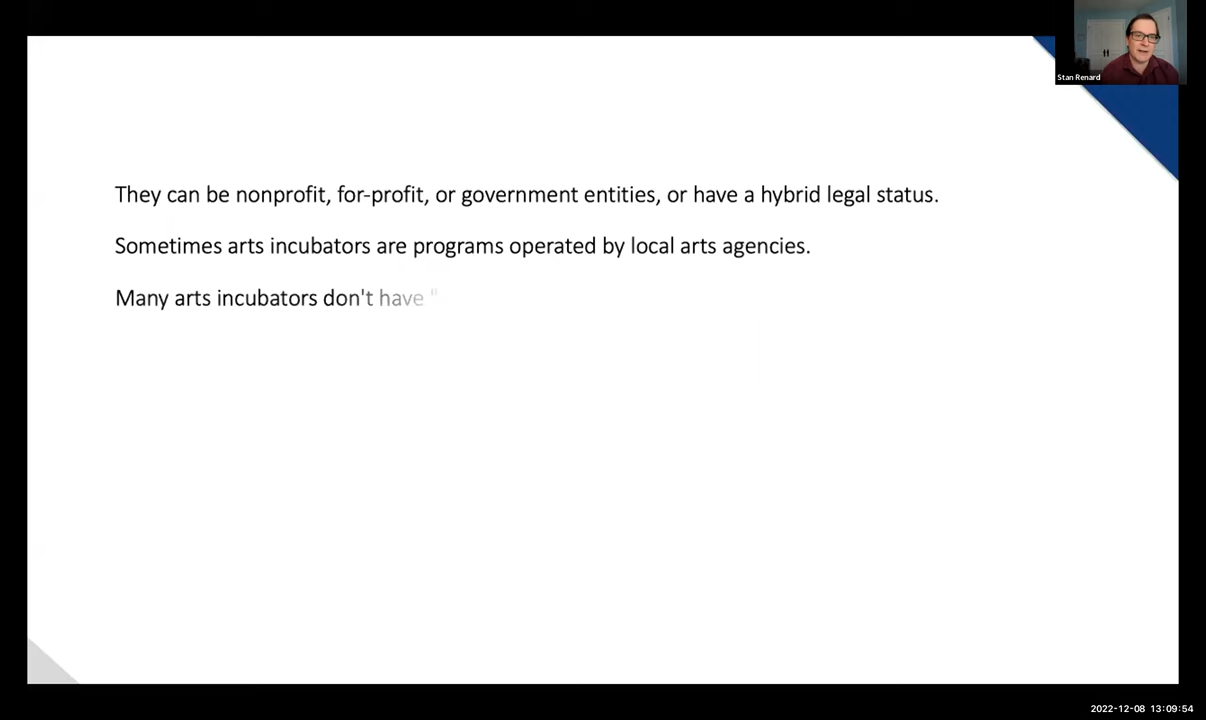 Stan Renard
They can be nonprofit, for-profit, or government entities, or have a hybrid legal status.
Sometimes arts incubators are programs operated by local arts agencies.
Many arts incubators don't have "
2022-12-08 13:09:54